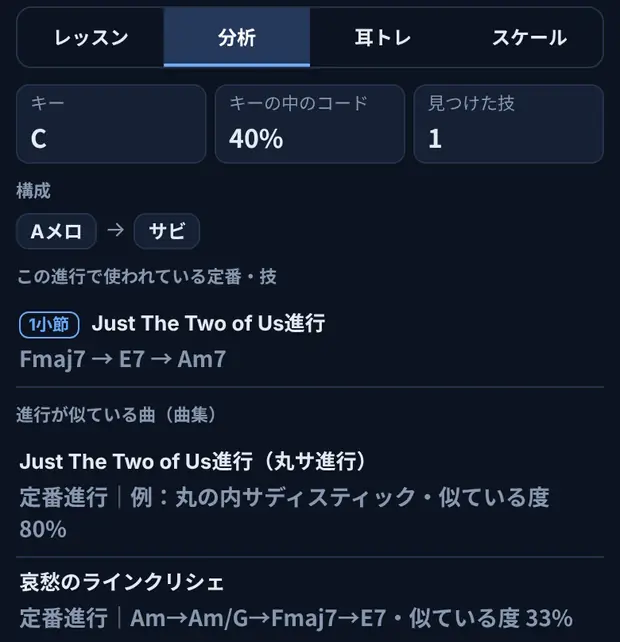 レッスン 分析 耳トレ スケール
キー キーの中のコード 見つけた技
C 40% 1
構成
Aメロ → サビ
この進行で使われている定番・技
1小節 Just The Two of Us進行
Fmaj7 → E7 → Am7
進行が似ている曲（曲集）
Just The Two of Us進行（丸サ進行）
定番進行｜例：丸の内サディスティック・似ている度
80%
哀愁のラインクリシェ
定番進行｜Am→Am/G→Fmaj7→E7・似ている度 33%